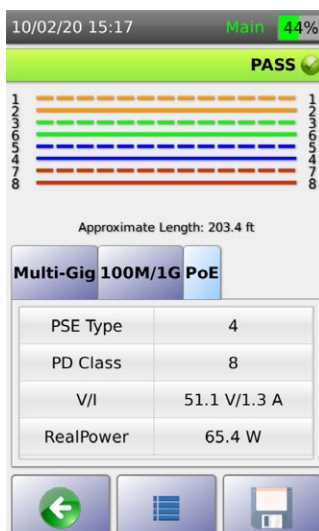 10/02/20 15:17 Main 44%
PASS
1 1
2 2
3 3
6 6
5 5
4 4
7 7
8 8
Approximate Length: 203.4 ft
Multi-Gig 100M/1G PoE
PSE Type 4
PD Class 8
V/I 51.1 V/1.3 A
RealPower 65.4 W